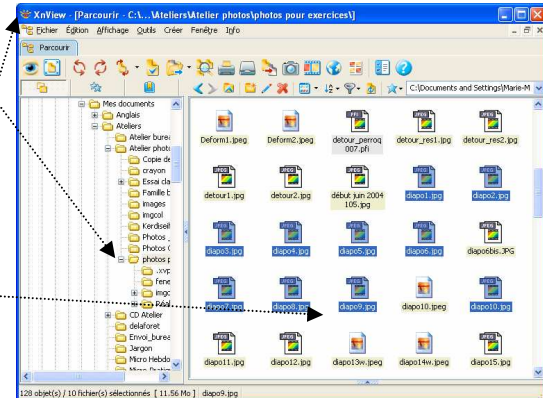 XnView - [Parcourir - C:\...\Ateliers\Atelier photos\photos pour exercices\]
Fichier Édition Affichage Outils Créer Fenêtre Info
Parcourir
C:\Documents and Settings\Marie-M
Mes documents
Anglais
Ateliers
Atelier burea
Atelier photo
Copie de
crayon
Essai cla
Famille b
images
imgcol
Kerdiseil
Photos
Photos
photos p
.xvp
fene
imgc
Réal
CD Atelier
delaforet
Envoi_burea
Jargon
Micro Hebdo
Deform1.jpeg Deform2.jpeg detour_perroq 007.pfi detour_res1.jpg detour_res2.jpg
detour1.jpg detour2.jpg début juin 2004 105.jpg diapo1.jpg diapo2.jpg
diapo3.jpg diapo4.jpg diapo5.jpg diapo6.jpg diapo6bis.JPG
diapo7.jpg diapo8.jpg diapo9.jpg diapo10.jpeg diapo10.jpg
diapo11.jpg diapo12.jpg diapo13w.jpeg diapo14w.jpeg diapo15.jpg
128 objet(s) / 10 fichier(s) sélectionnés [ 11.56 Mo ] diapo9.jpg